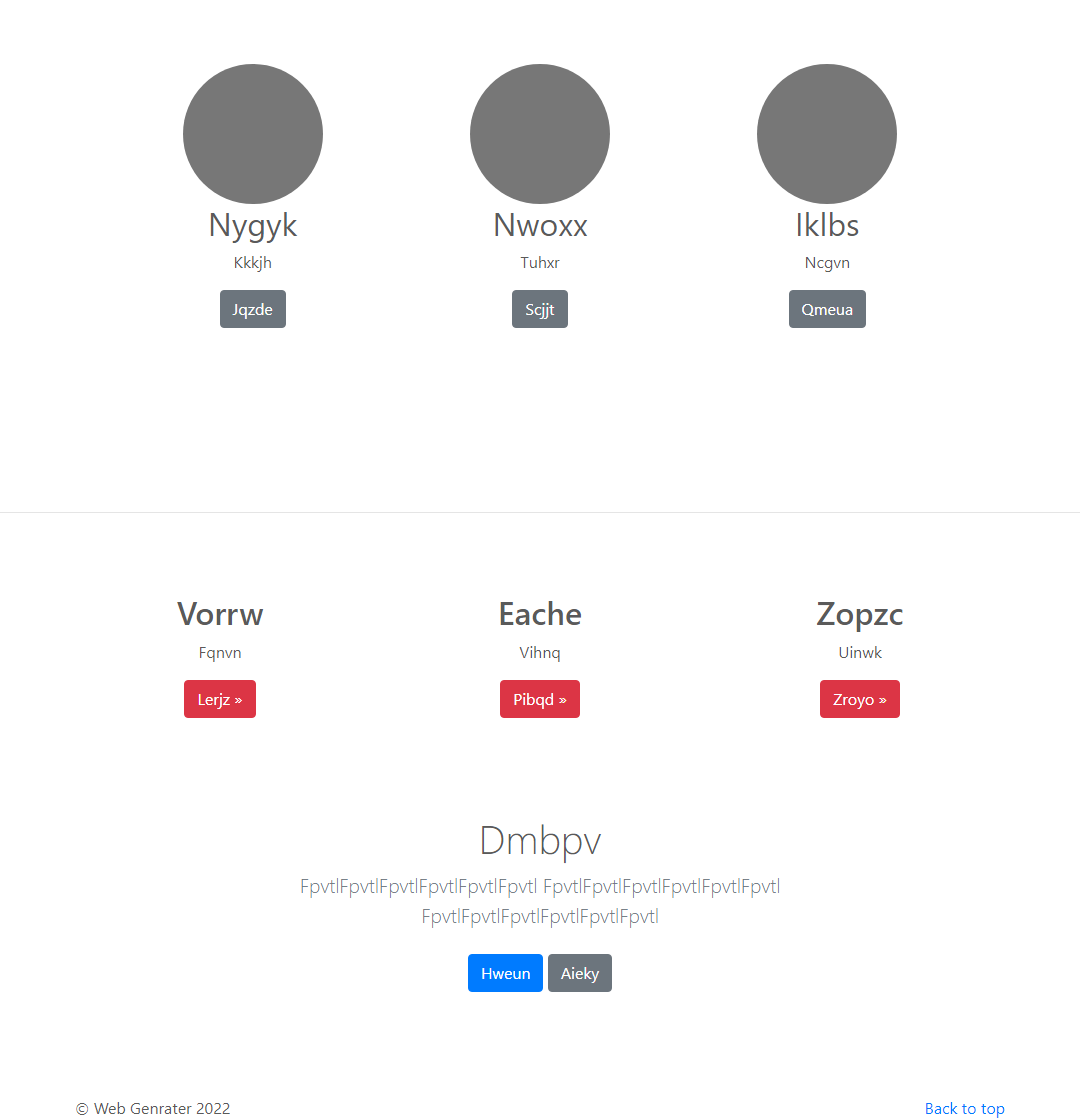 Nygyk Nwoxx Iklbs
Kkkjh Tuhxr Ncgvn
Jqzde Scjjt Qmeua
Vorrw Eache Zopzc
Fqnvn Vihnq Uinwk
Lerjz » Pibqd » Zroyo »
Dmbpv
FpvtlFpvtlFpvtlFpvtlFpvtlFpvtl FpvtlFpvtlFpvtlFpvtlFpvtlFpvtl
FpvtlFpvtlFpvtlFpvtlFpvtlFpvtl
Hweun Aieky
© Web Genrater 2022 Back to top